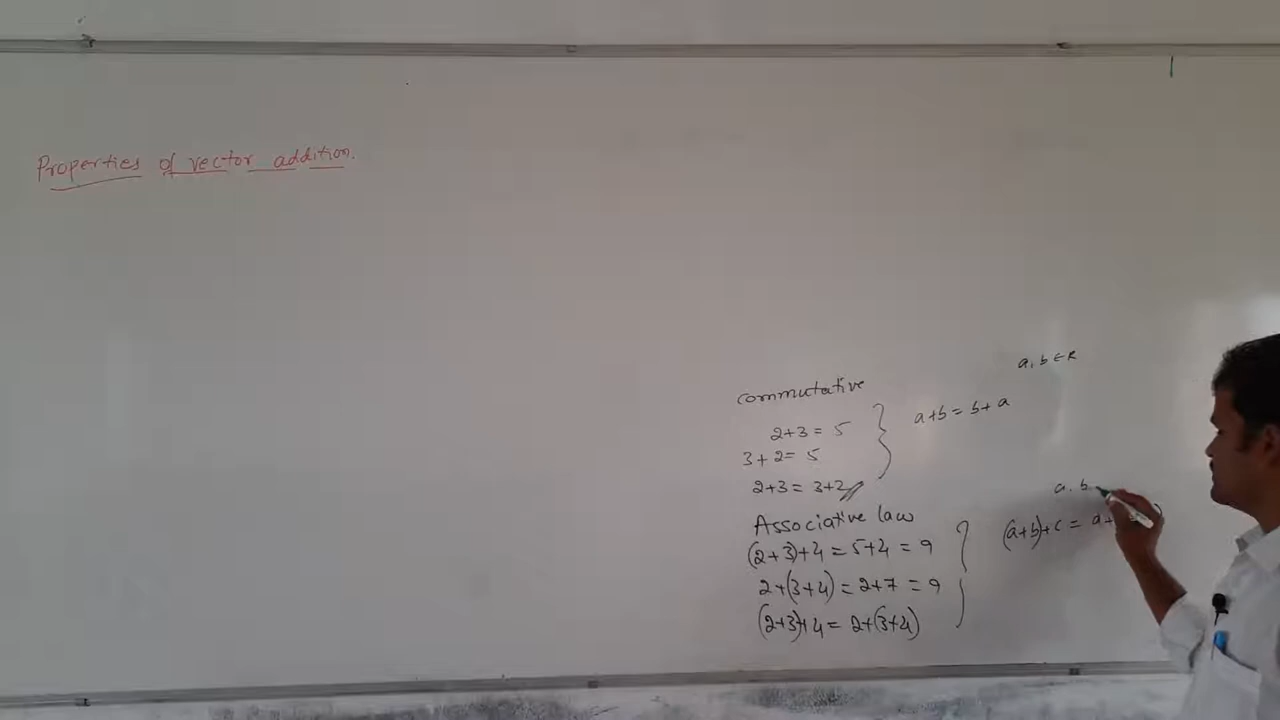 Properties of vector addition.
a, b ∈ R
commutative
2+3 = 5
3+2 = 5
a+b = b+a
2+3 = 3+2
a, b
Associative law
(2+3)+4 = 5+4 = 9
(a+b)+c = a+
2+(3+4) = 2+7 = 9
(2+3)+4 = 2+(3+4)